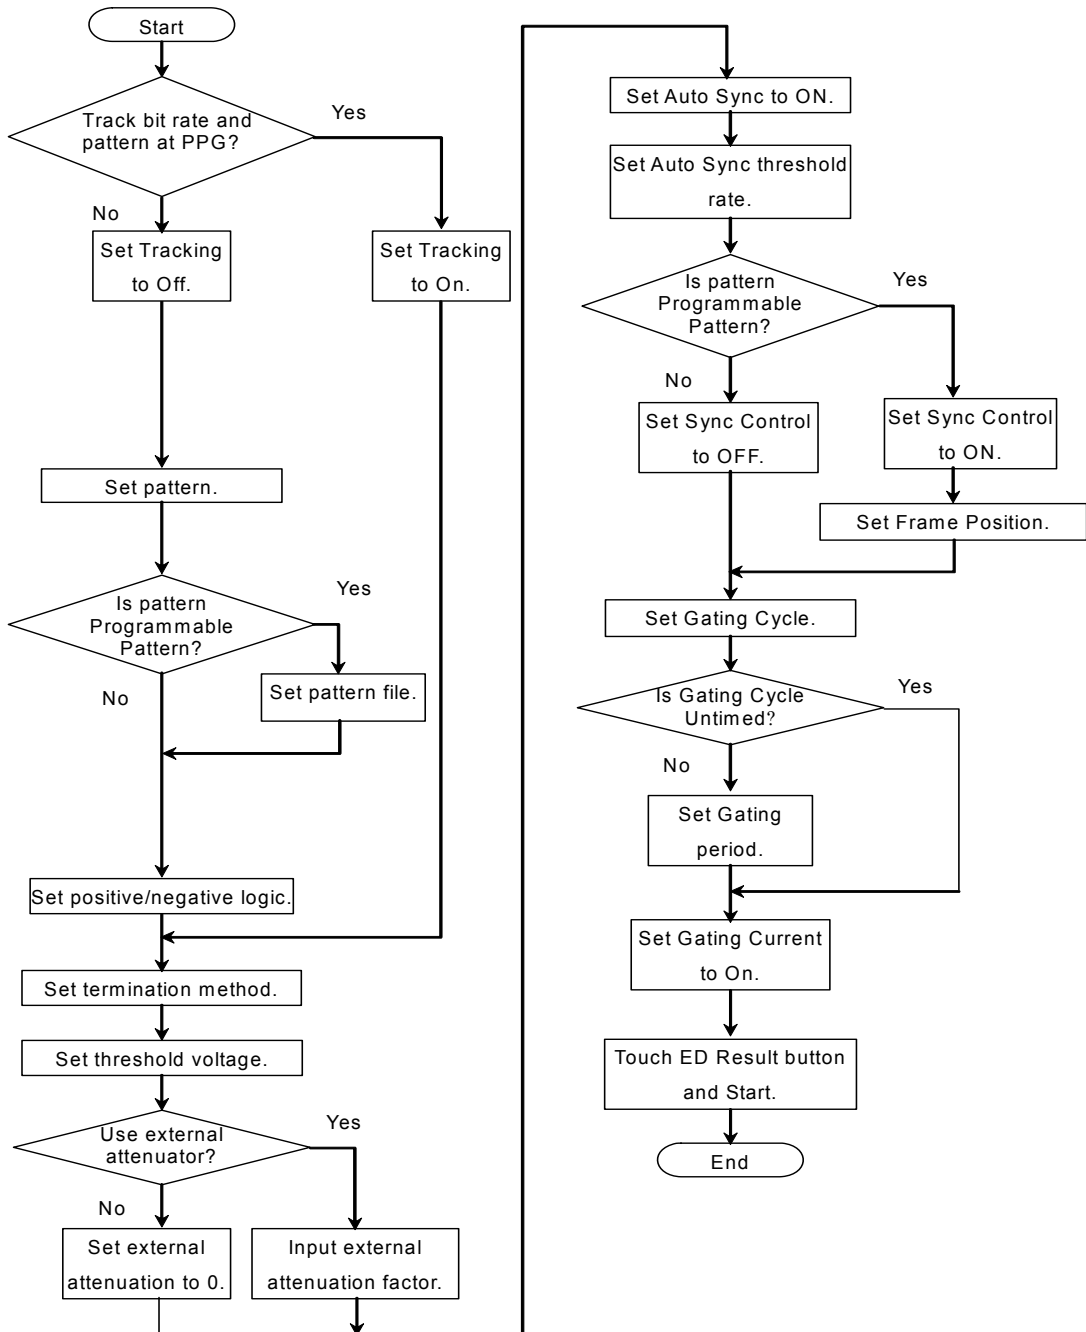 Start
Track bit rate and
pattern at PPG?
Yes
No
Set Tracking
to Off.
Set Tracking
to On.
Set pattern.
Is pattern
Programmable
Pattern?
Yes
No
Set pattern file.
Set positive/negative logic.
Set termination method.
Set threshold voltage.
Use external
attenuator?
Yes
No
Set external
attenuation to 0.
Input external
attenuation factor.
Set Auto Sync to ON.
Set Auto Sync threshold
rate.
Is pattern
Programmable
Pattern?
Yes
No
Set Sync Control
to OFF.
Set Sync Control
to ON.
Set Frame Position.
Set Gating Cycle.
Is Gating Cycle
Untimed?
Yes
No
Set Gating
period.
Set Gating Current
to On.
Touch ED Result button
and Start.
End